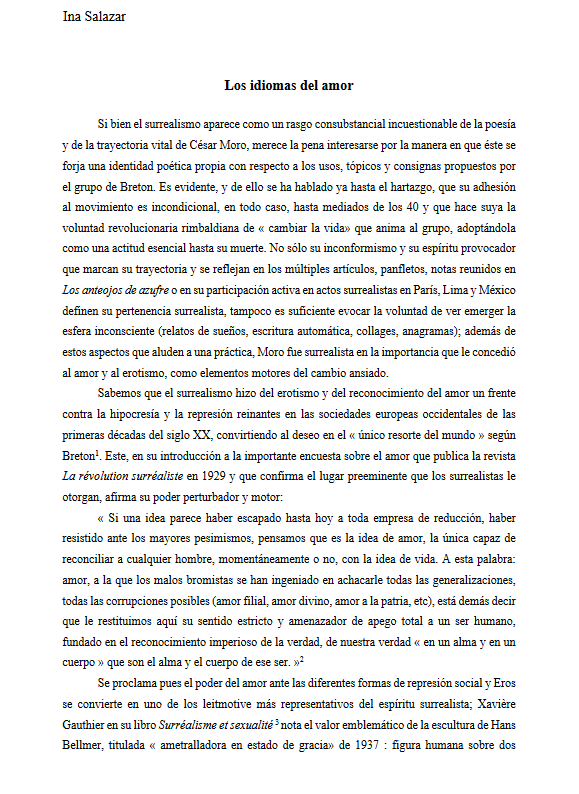 Ina Salazar
Los idiomas del amor
Si bien el surrealismo aparece como un rasgo consubstancial incuestionable de la poesía
y de la trayectoria vital de César Moro, merece la pena interesarse por la manera en que éste se
forja una identidad poética propia con respecto a los usos, tópicos y consignas propuestos por
el grupo de Breton. Es evidente, y de ello se ha hablado ya hasta el hartazgo, que su adhesión
al movimiento es incondicional, en todo caso, hasta mediados de los 40 y que hace suya la
voluntad revolucionaria rimbaldiana de « cambiar la vida» que anima al grupo, adoptándola
como una actitud esencial hasta su muerte. No sólo su inconformismo y su espíritu provocador
que marcan su trayectoria y se reflejan en los múltiples artículos, panfletos, notas reunidos en
Los anteojos de azufre o en su participación activa en actos surrealistas en París, Lima y México
definen su pertenencia surrealista, tampoco es suficiente evocar la voluntad de ver emerger la
esfera inconsciente (relatos de sueños, escritura automática, collages, anagramas); además de
estos aspectos que aluden a una práctica, Moro fue surrealista en la importancia que le concedió
al amor y al erotismo, como elementos motores del cambio ansiado.
Sabemos que el surrealismo hizo del erotismo y del reconocimiento del amor un frente
contra la hipocresía y la represión reinantes en las sociedades europeas occidentales de las
primeras décadas del siglo XX, convirtiendo al deseo en el « único resorte del mundo » según
Breton1. Este, en su introducción a la importante encuesta sobre el amor que publica la revista
La révolution surréaliste en 1929 y que confirma el lugar preeminente que los surrealistas le
otorgan, afirma su poder perturbador y motor:
« Si una idea parece haber escapado hasta hoy a toda empresa de reducción, haber
resistido ante los mayores pesimismos, pensamos que es la idea de amor, la única capaz de
reconciliar a cualquier hombre, momentáneamente o no, con la idea de vida. A esta palabra:
amor, a la que los malos bromistas se han ingeniado en achacarle todas las generalizaciones,
todas las corrupciones posibles (amor filial, amor divino, amor a la patria, etc), está demás decir
que le restituimos aquí su sentido estricto y amenazador de apego total a un ser humano,
fundado en el reconocimiento imperioso de la verdad, de nuestra verdad « en un alma y en un
cuerpo » que son el alma y el cuerpo de ese ser. »2
Se proclama pues el poder del amor ante las diferentes formas de represión social y Eros
se convierte en uno de los leitmotive más representativos del espíritu surrealista; Xavière
Gauthier en su libro Surréalisme et sexualité 3 nota el valor emblemático de la escultura de Hans
Bellmer, titulada « ametralladora en estado de gracia» de 1937 : figura humana sobre dos